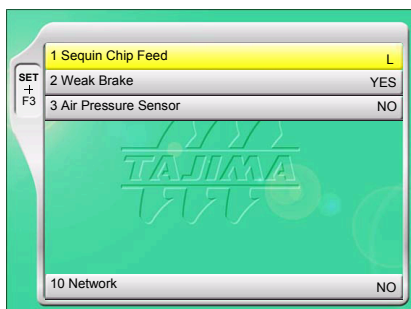 SET
+
F3
1 Sequin Chip Feed L
2 Weak Brake YES
3 Air Pressure Sensor NO
TAJIMA
10 Network NO